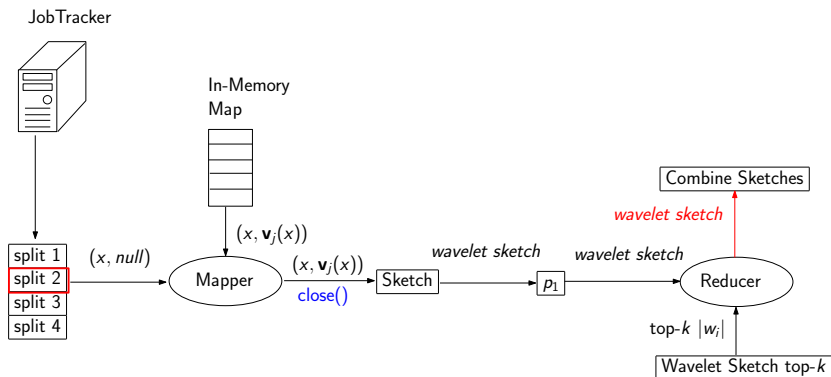 JobTracker
In-Memory
Map
Combine Sketches
wavelet sketch
(x, v_j(x))
split 1
split 2
split 3
split 4
(x, null)
Mapper
(x, v_j(x))
close()
Sketch
wavelet sketch
p_1
wavelet sketch
Reducer
top-k |w_i|
Wavelet Sketch top-k